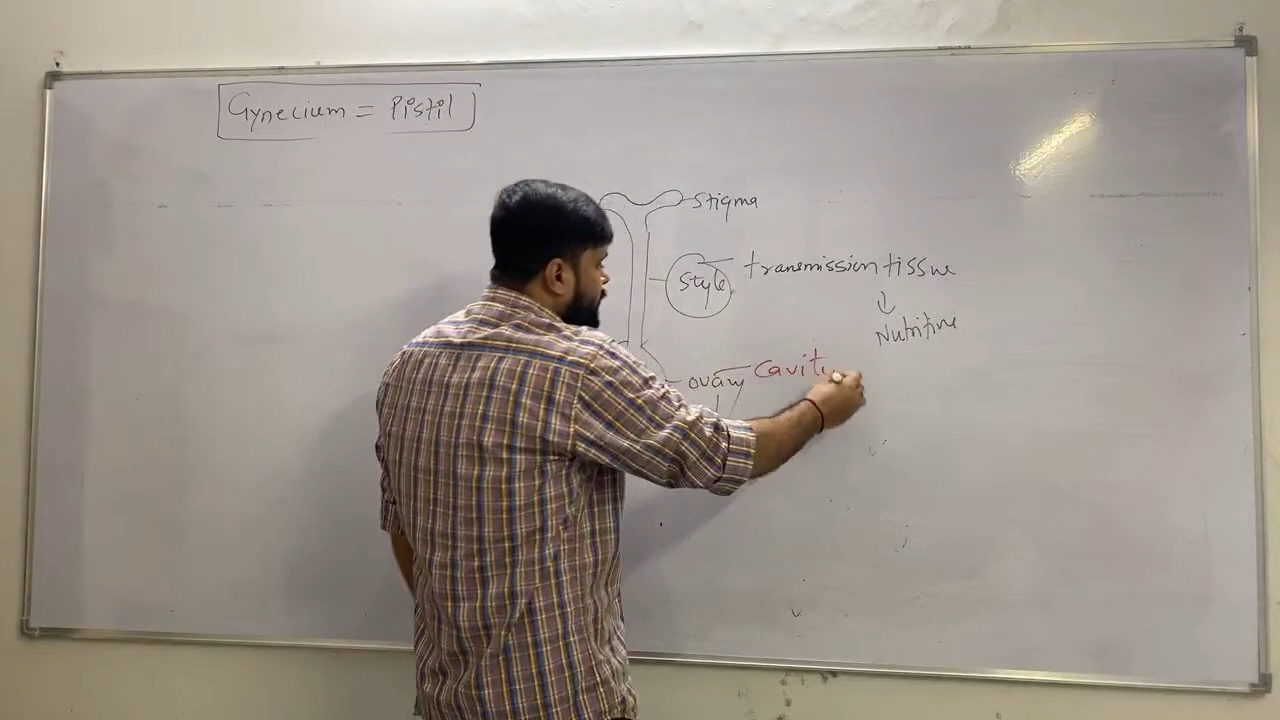 Gynecium = Pistil
Stigma
Style transmission tissue
Nutritive
ovary Cavity